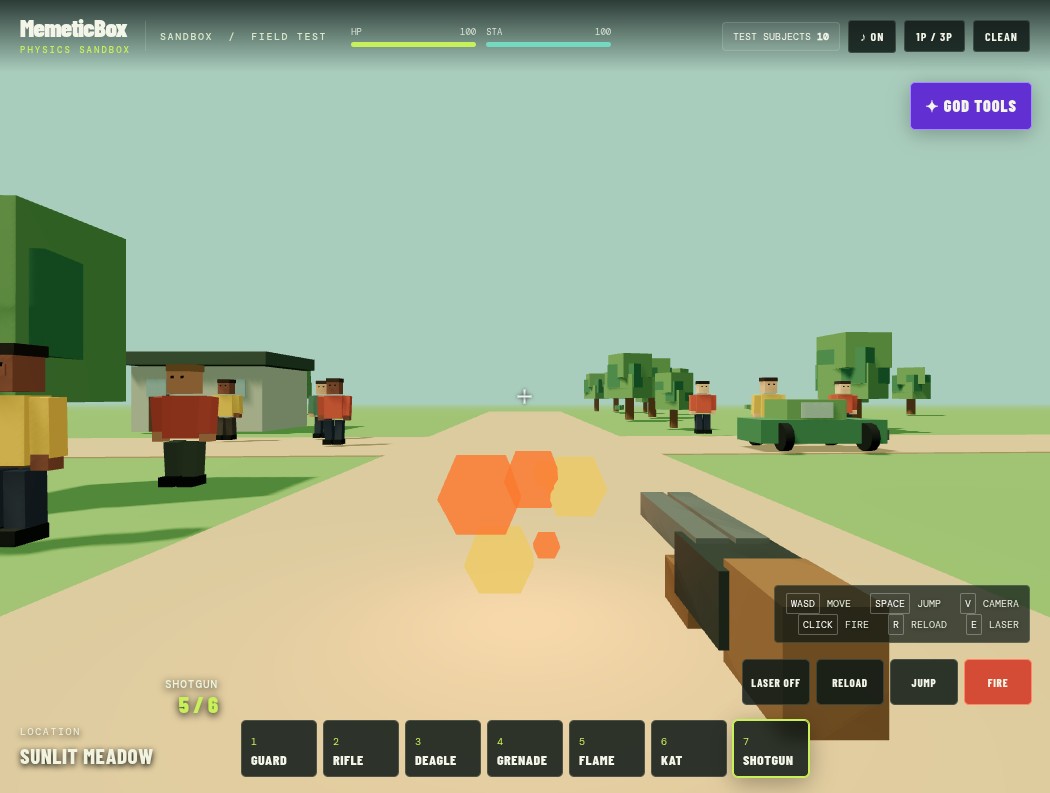 MemeticBox
PHYSICS SANDBOX
SANDBOX / FIELD TEST
HP 100
STA 100
TEST SUBJECTS 10
♪ ON
1P / 3P
CLEAN
✦ GOD TOOLS
WASD MOVE SPACE JUMP V CAMERA
CLICK FIRE R RELOAD E LASER
LASER OFF
RELOAD
JUMP
FIRE
SHOTGUN
5 / 6
LOCATION
SUNLIT MEADOW
1
GUARD
2
RIFLE
3
DEAGLE
4
GRENADE
5
FLAME
6
KAT
7
SHOTGUN